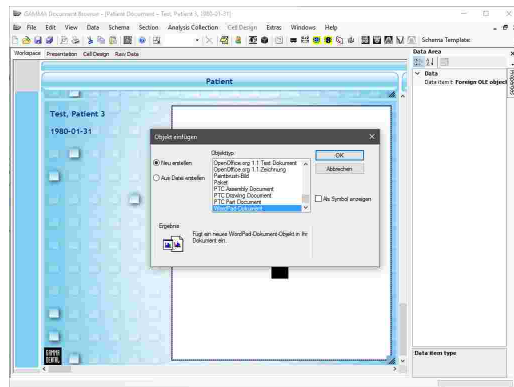 GAMMA Document Browser - [Patient Document - Test, Patient 3, (1980-01-31)]
File Edit View Data Schema Section Analysis Collection Cell Design Extras Windows Help
Schema Template:
Workspace Presentation Cell Design Raw Data
Data Area
Patient
Data
Data item 1: Foreign OLE object
Properties
Test, Patient 3
1980-01-31
Objekt einfügen
Objekttyp:
Neu erstellen
Aus Datei erstellen
OpenOffice.org 1.1 Text Dokument
OpenOffice.org 1.1 Zeichnung
Paintbrush-Bild
Paket
PTC Assembly Document
PTC Drawing Document
PTC Part Document
WordPad-Dokument
OK
Abbrechen
Als Symbol anzeigen
Ergebnis
Fügt ein neues WordPad-Dokument-Objekt in Ihr
Dokument ein.
GAMMA
DENTAL
Data item type